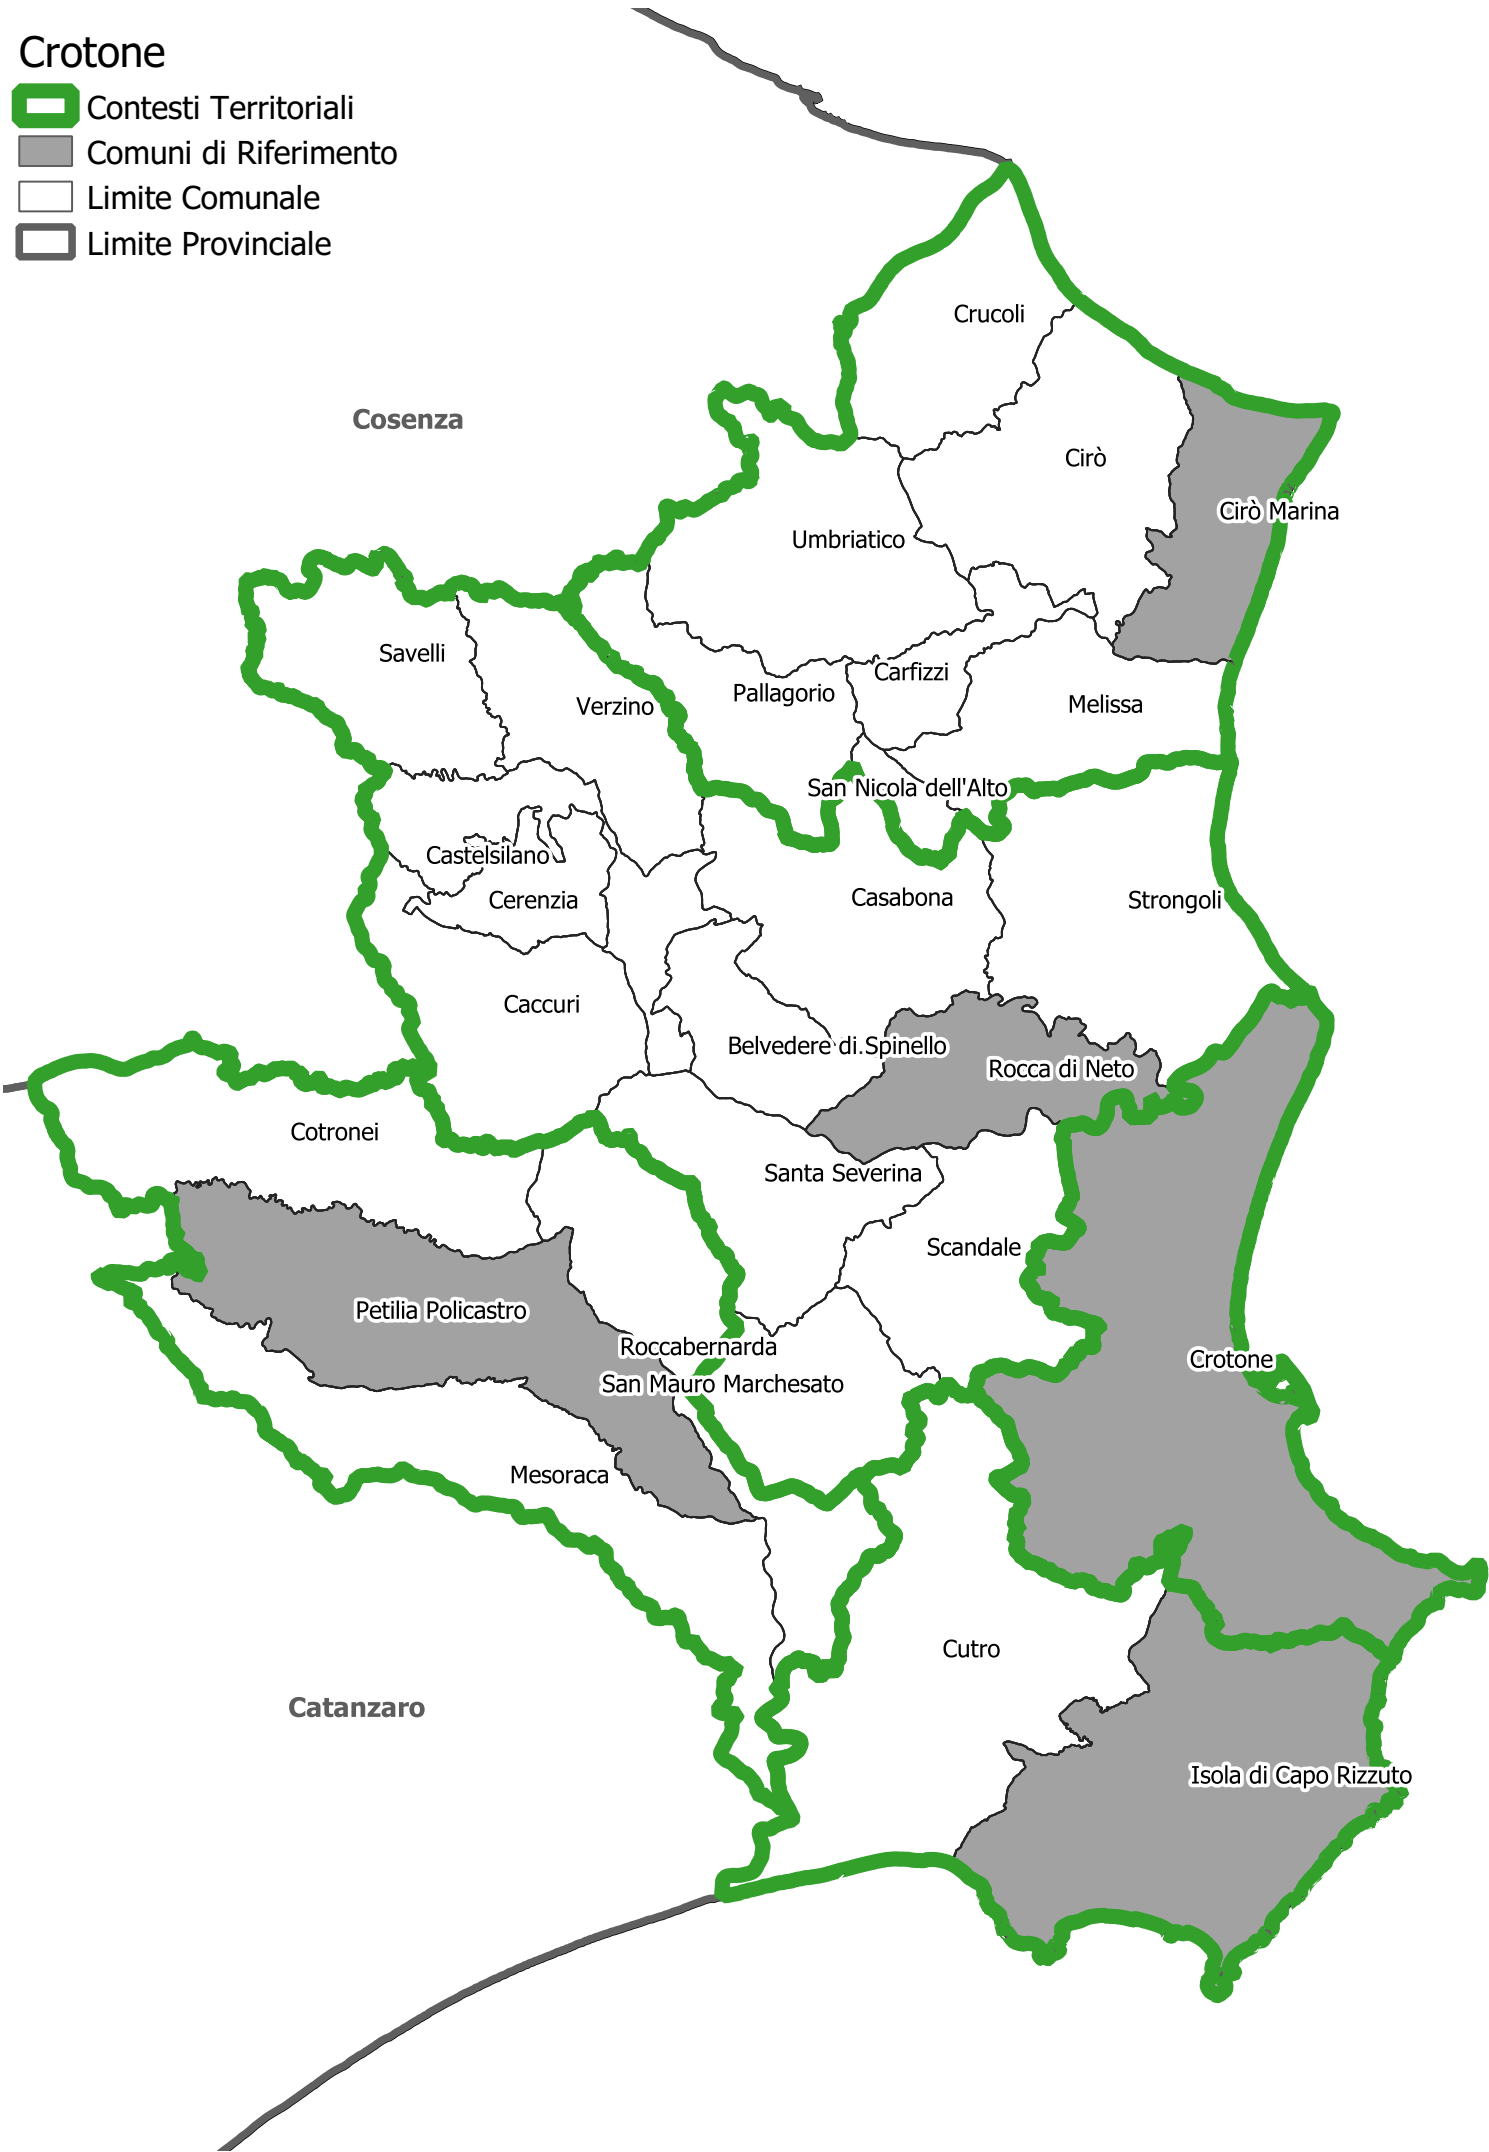 Crotone
Contesti Territoriali
Comuni di Riferimento
Limite Comunale
Limite Provinciale
Crucoli
Cosenza
Cirò
Cirò Marina
Umbriatico
Savelli
Carfizzi
Pallagorio
Verzino
Melissa
San Nicola dell'Alto
Castelsilano
Cerenzia
Casabona
Strongoli
Caccuri
Belvedere di Spinello
Rocca di Neto
Cotronei
Santa Severina
Scandale
Petilia Policastro
Roccabernarda
Crotone
San Mauro Marchesato
Mesoraca
Cutro
Catanzaro
Isola di Capo Rizzuto